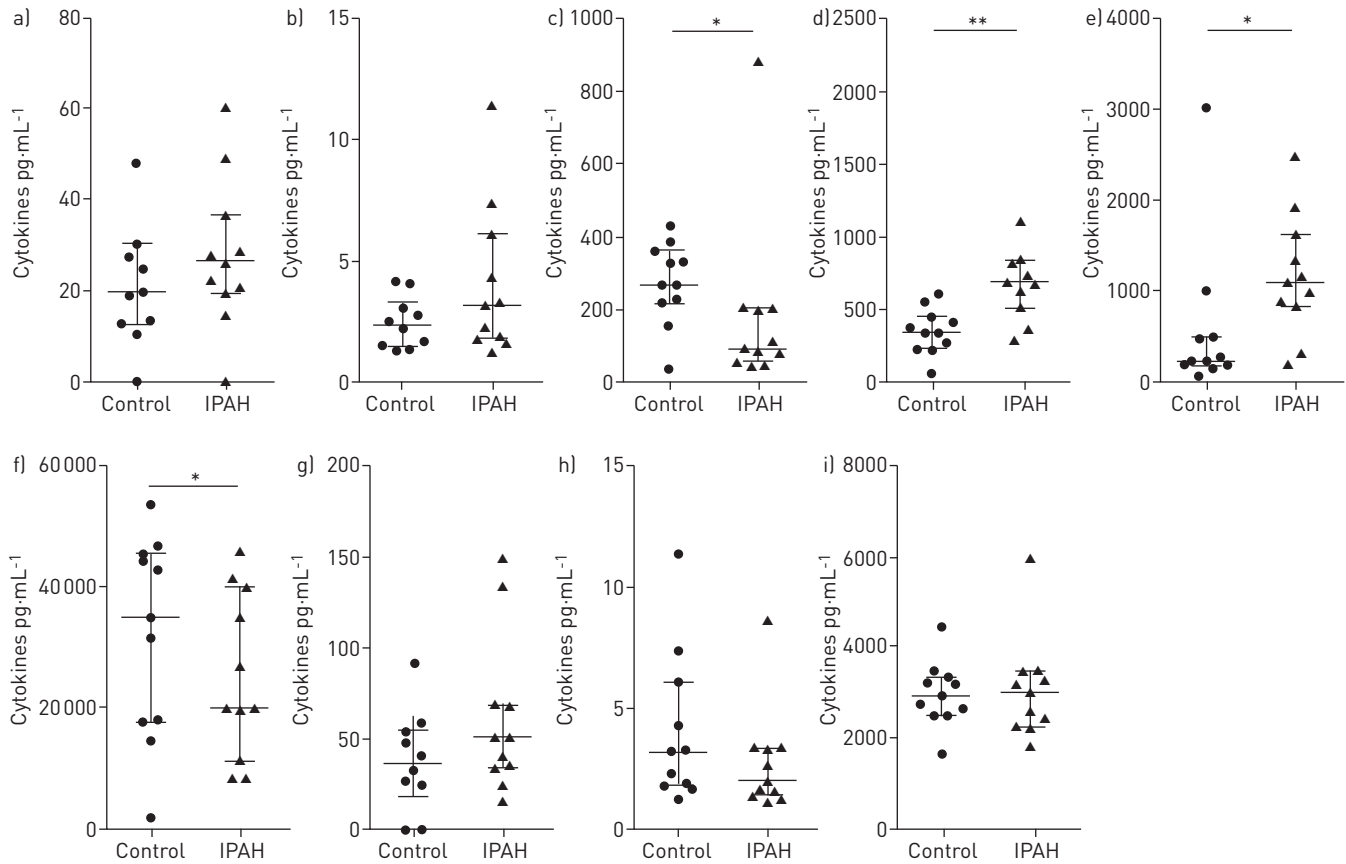 a)
80
60
40
20
0
Cytokines pg·mL-1
Control
IPAH
b)
15
10
5
0
Cytokines pg·mL-1
Control
IPAH
c)
1000
800
600
400
200
0
Cytokines pg·mL-1
*
Control
IPAH
d)
2500
2000
1500
1000
500
0
Cytokines pg·mL-1
**
Control
IPAH
e)
4000
3000
2000
1000
0
Cytokines pg·mL-1
*
Control
IPAH
f)
60000
40000
20000
0
Cytokines pg·mL-1
*
Control
IPAH
g)
200
150
100
50
0
Cytokines pg·mL-1
Control
IPAH
h)
15
10
5
0
Cytokines pg·mL-1
Control
IPAH
i)
8000
6000
4000
2000
0
Cytokines pg·mL-1
Control
IPAH